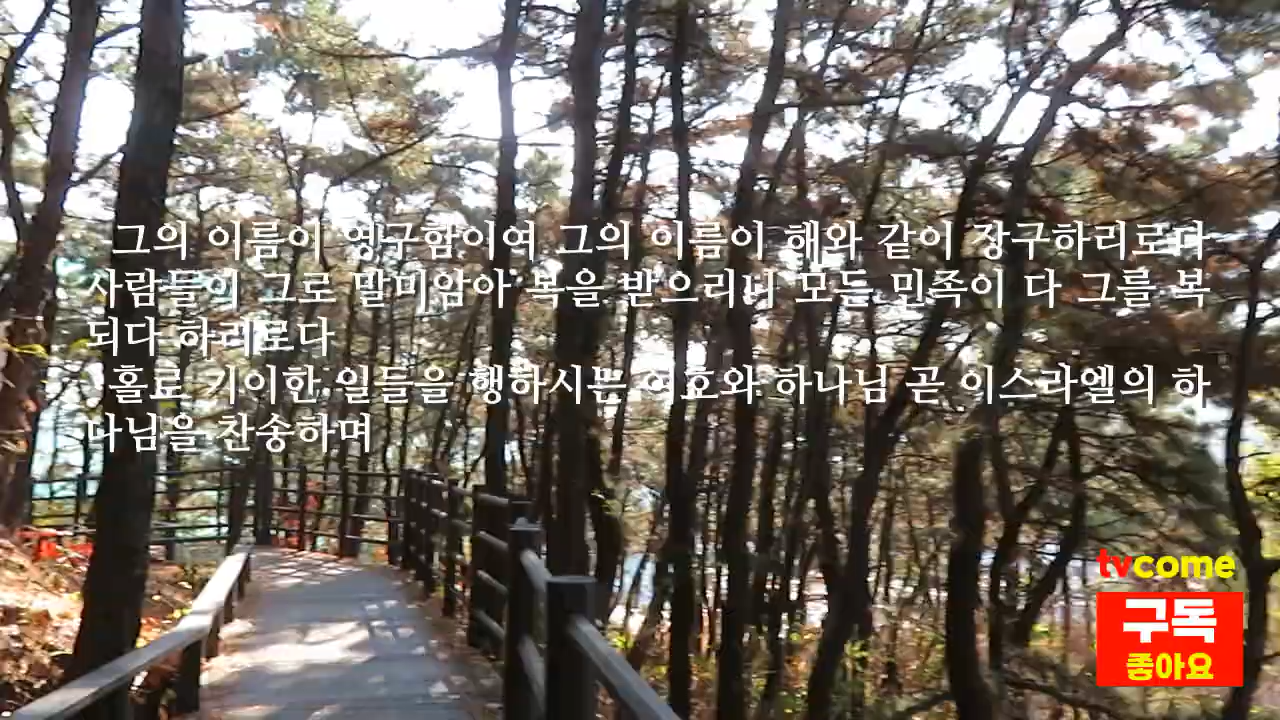 그의 이름이 영구함이여 그의 이름이 해와 같이 장구하리로다
사람들이 그로 말미암아 복을 받으리니 모든 민족이 다 그를 복
되다 하리로다
홀로 기이한 일들을 행하시는 여호와 하나님 곧 이스라엘의 하
나님을 찬송하며
tvcome
구독
좋아요